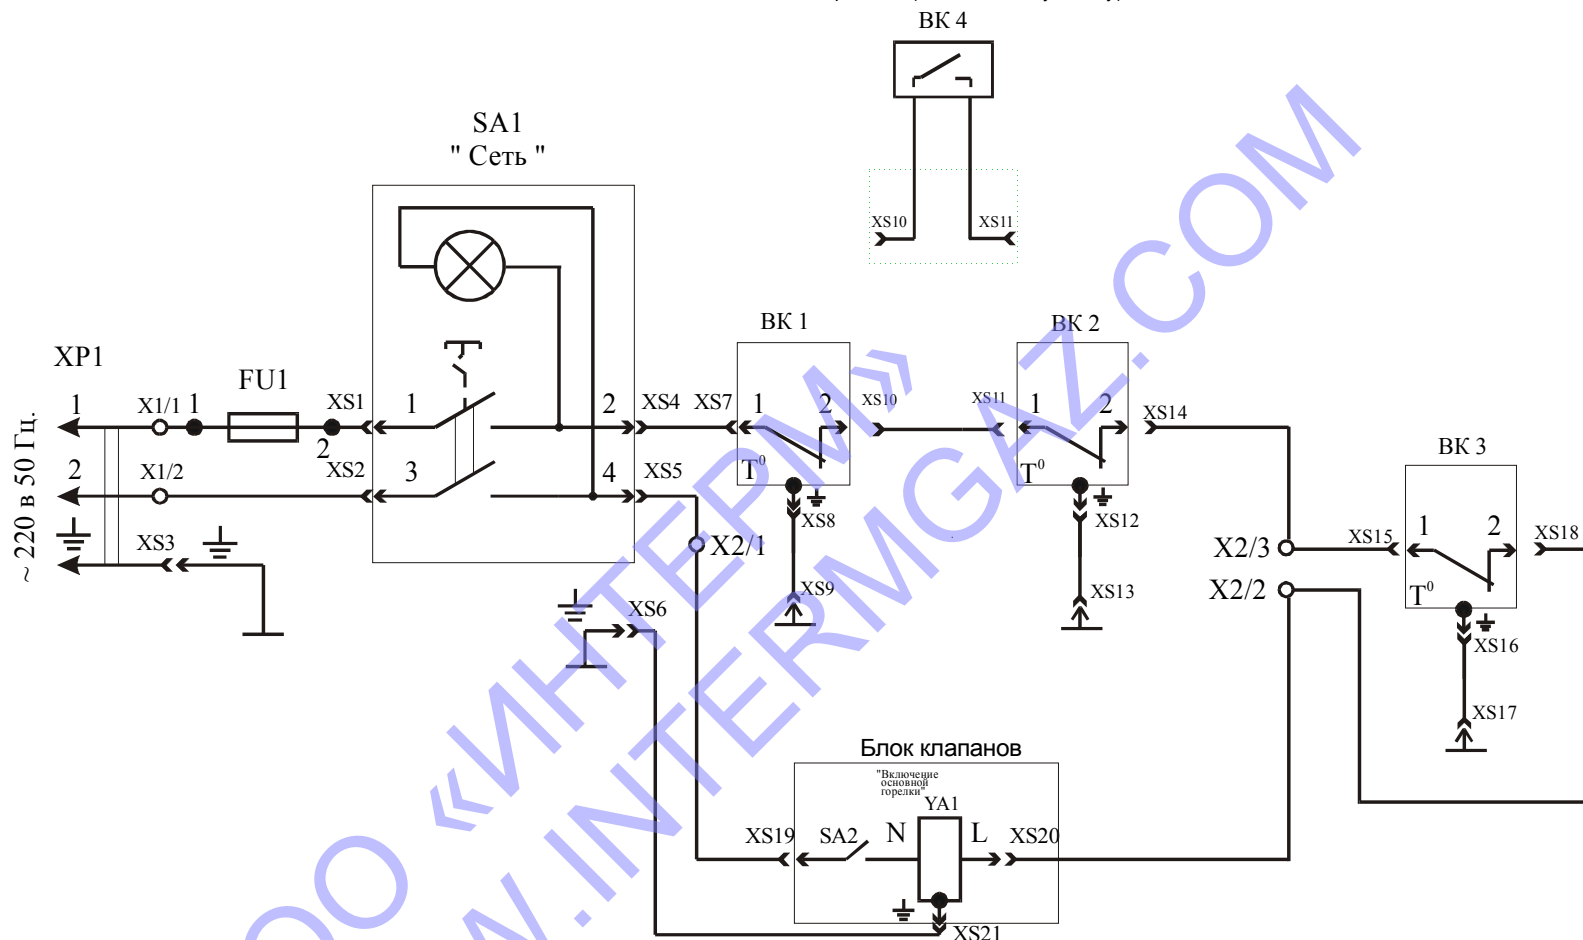 ВК 4
XS10
XS11
SA1
" Сеть "
XP1
~ 220 в 50 Гц.
1
X1/1
1
FU1
2
XS1
1
2
XS4
XS7
2
X1/2
XS2
3
4
XS5
XS3
ВК 1
1
2
T⁰
XS8
XS9
XS10
XS11
ВК 2
1
2
T⁰
XS12
XS13
XS14
X2/1
XS6
X2/3
X2/2
XS15
ВК 3
1
2
T⁰
XS16
XS17
XS18
Блок клапанов
"Включение
основной
горелки"
YA1
XS19
SA2
N
L
XS20
XS21
ОО «ИНТЕРМ»
W.INTERMGAZ.COM